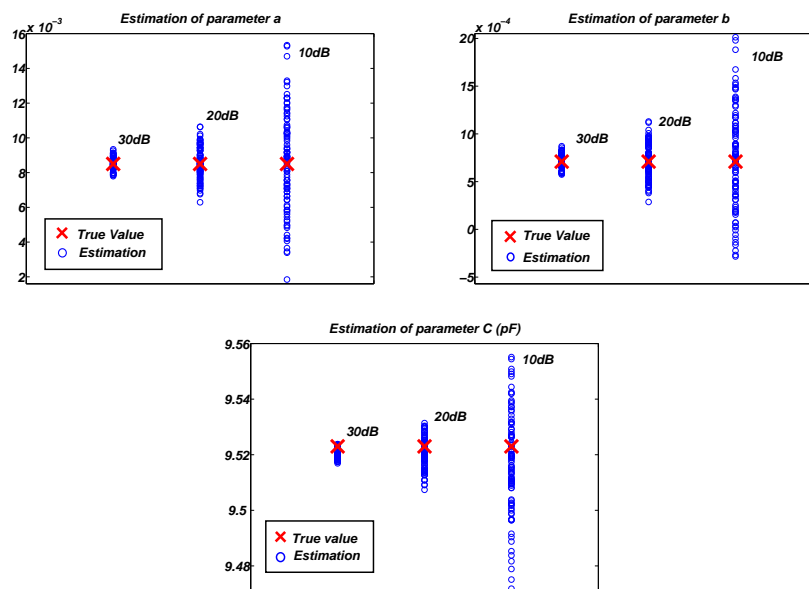 Estimation of parameter a
x 10⁻³
16
14
12
10
8
6
4
2
30dB
20dB
10dB
True Value
Estimation
Estimation of parameter b
x 10⁻⁴
20
10
5
0
−5
30dB
20dB
10dB
True Value
Estimation
Estimation of parameter C (pF)
9.56
9.54
9.52
9.5
9.48
30dB
20dB
10dB
True value
Estimation